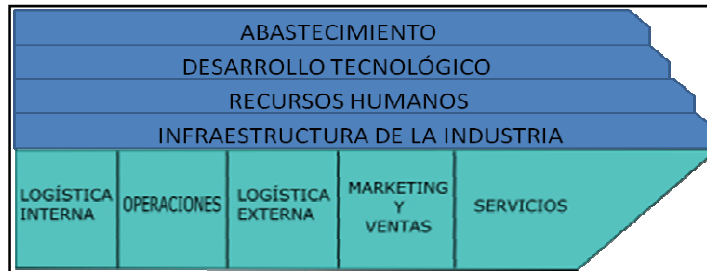 ABASTECIMIENTO
DESARROLLO TECNOLÓGICO
RECURSOS HUMANOS
INFRAESTRUCTURA DE LA INDUSTRIA
LOGÍSTICA
INTERNA
OPERACIONES
LOGÍSTICA
EXTERNA
MARKETING
Y
VENTAS
SERVICIOS